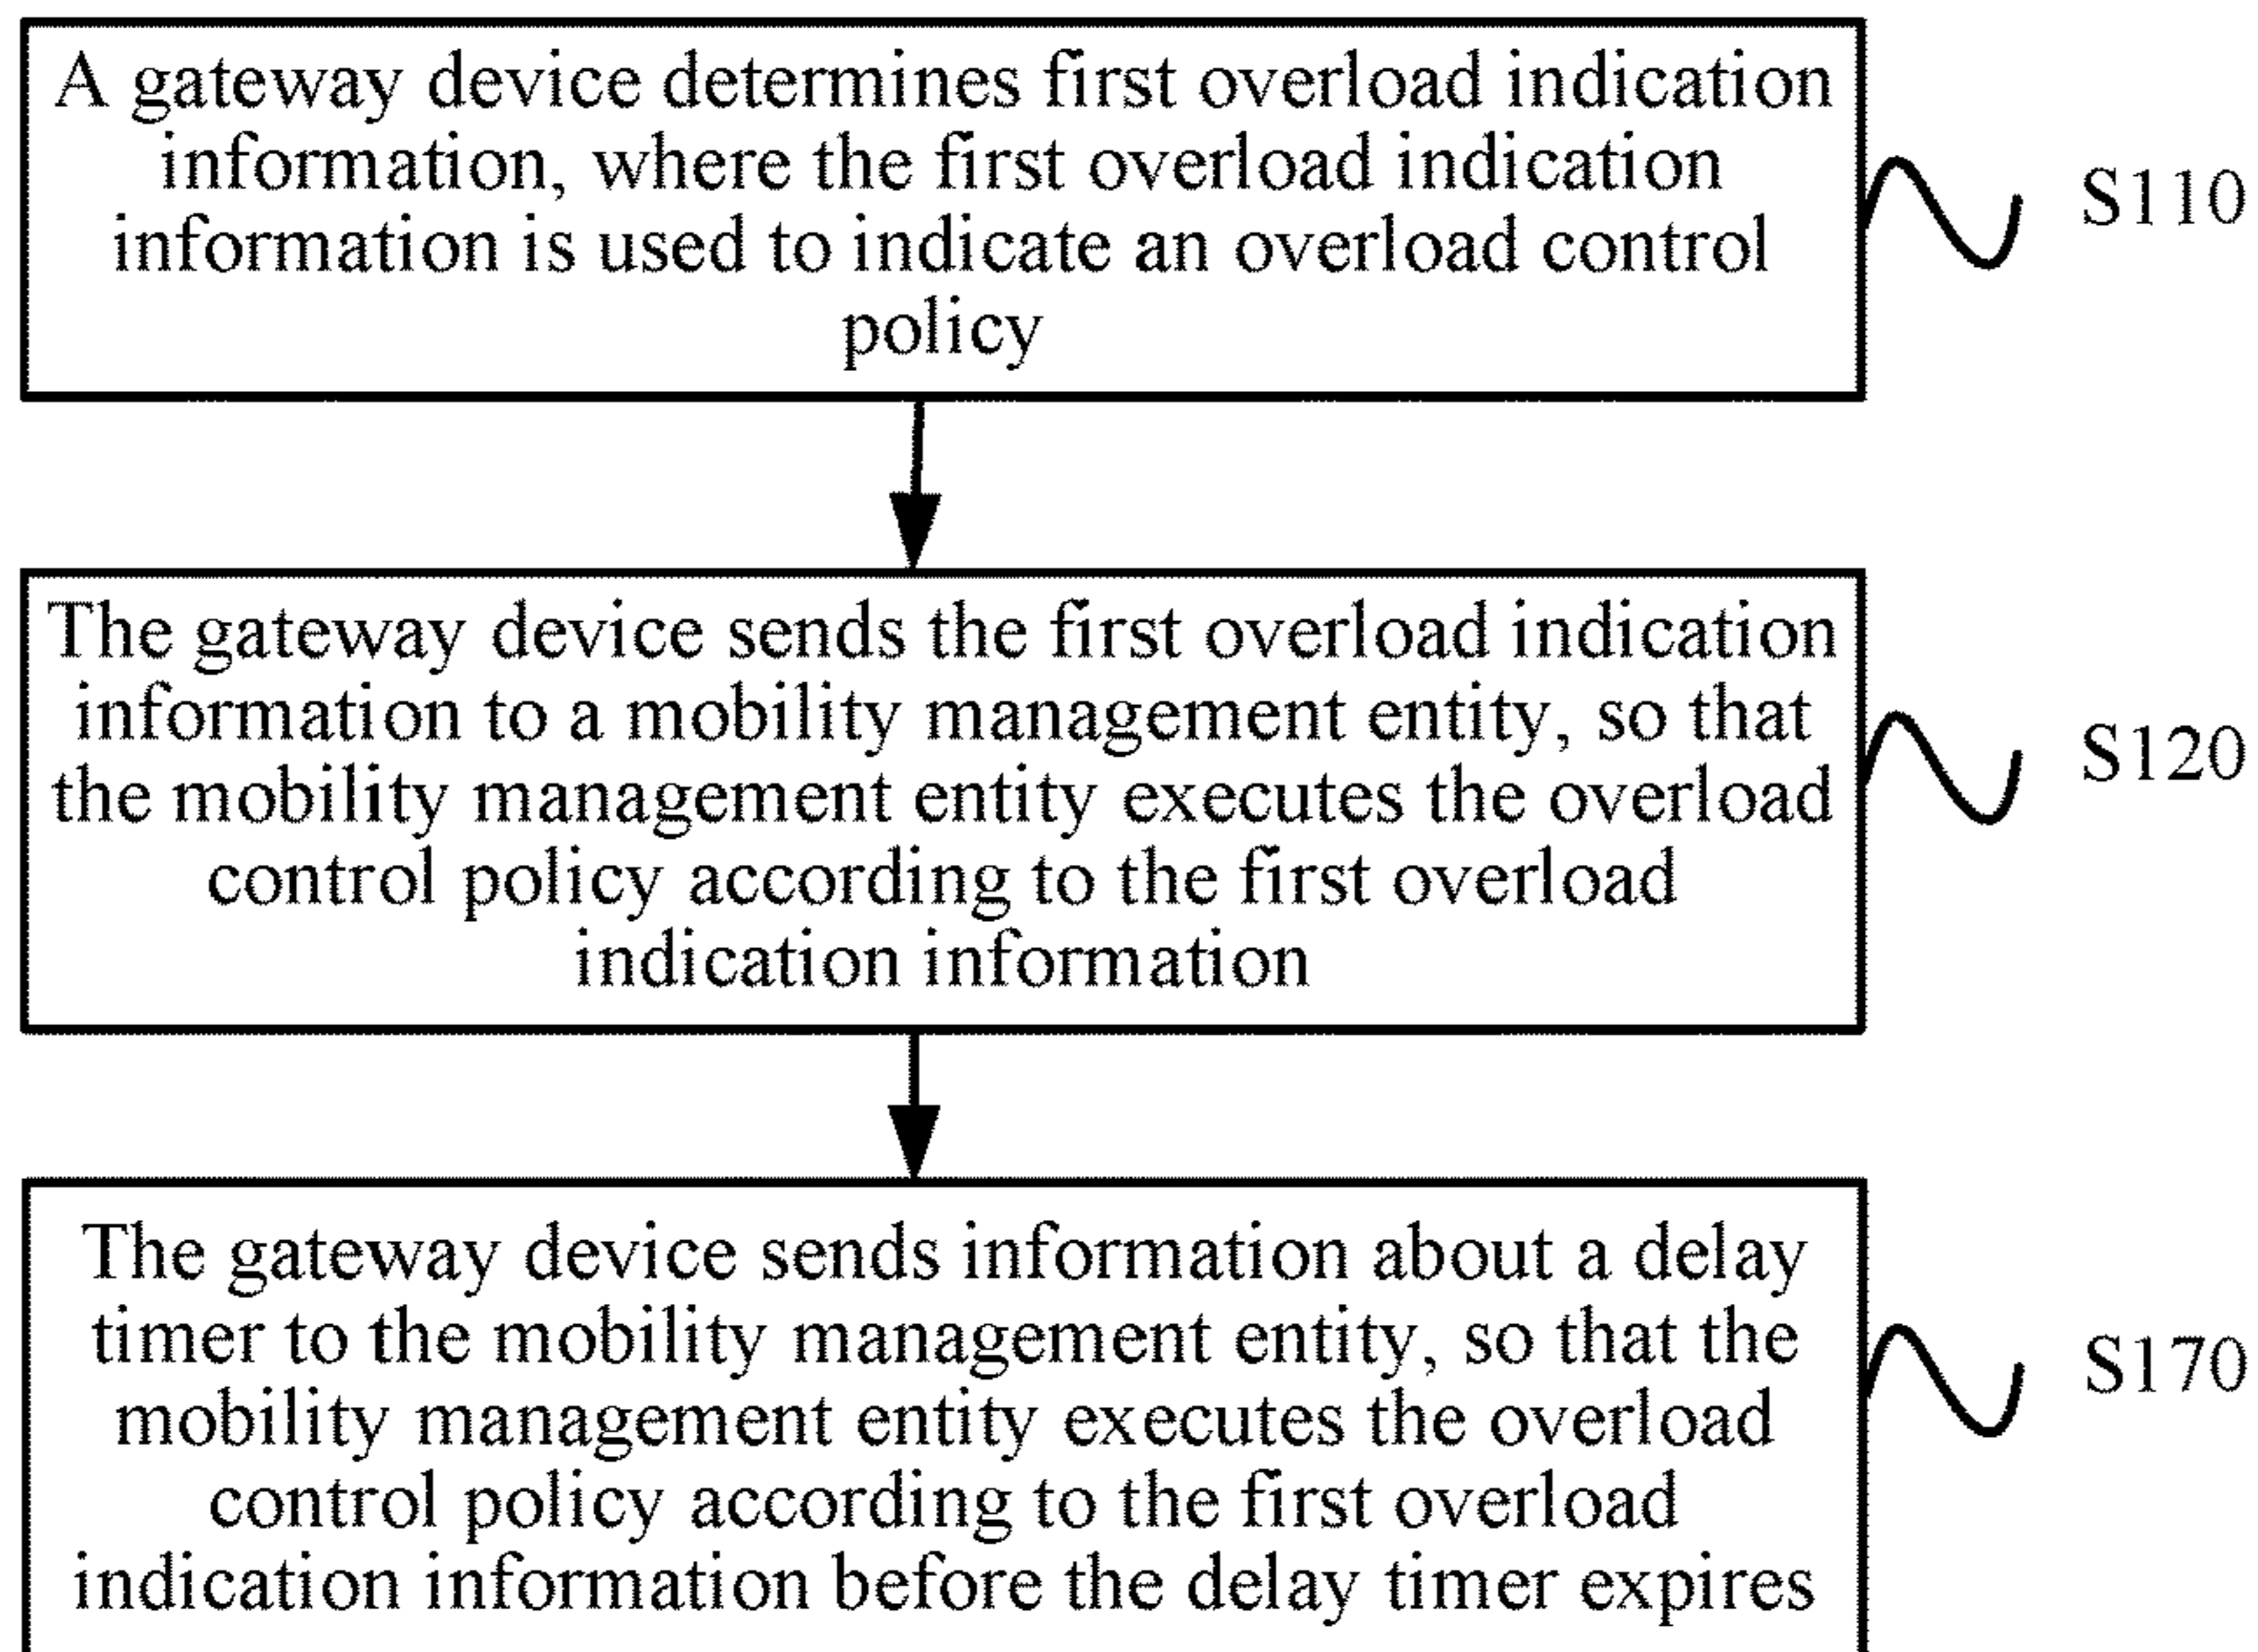 A gateway device determines first overload indication
information, where the first overload indication
information is used to indicate an overload control
policy
S110
The gateway device sends the first overload indication
information to a mobility management entity, so that
the mobility management entity executes the overload
control policy according to the first overload
indication information
S120
The gateway device sends information about a delay
timer to the mobility management entity, so that the
mobility management entity executes the overload
control policy according to the first overload
indication information before the delay timer expires
S170